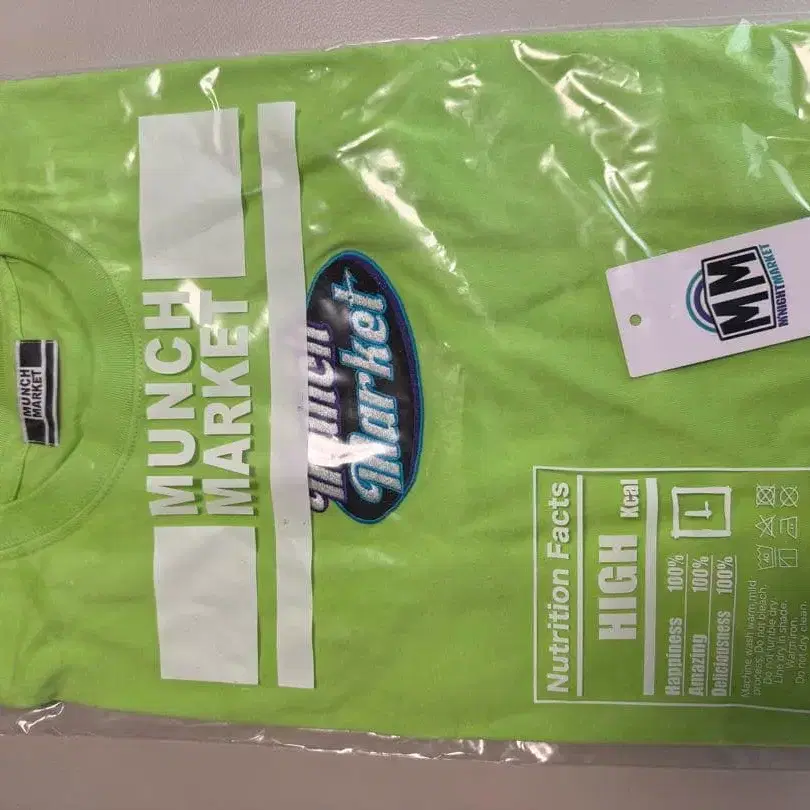 MUNCH
MARKET
MUNCH
MARKET
Munch
Market
MM
MNIGHTMARKET
Nutrition Facts
HIGH Kcal
Happiness 100%
Amazing 100%
Deliciousness 100%
Machine wash warm,mild
process. Do not bleach.
Do not tumble dry.
Line dry in shade.
Warm iron.
Do not dry clean.
40